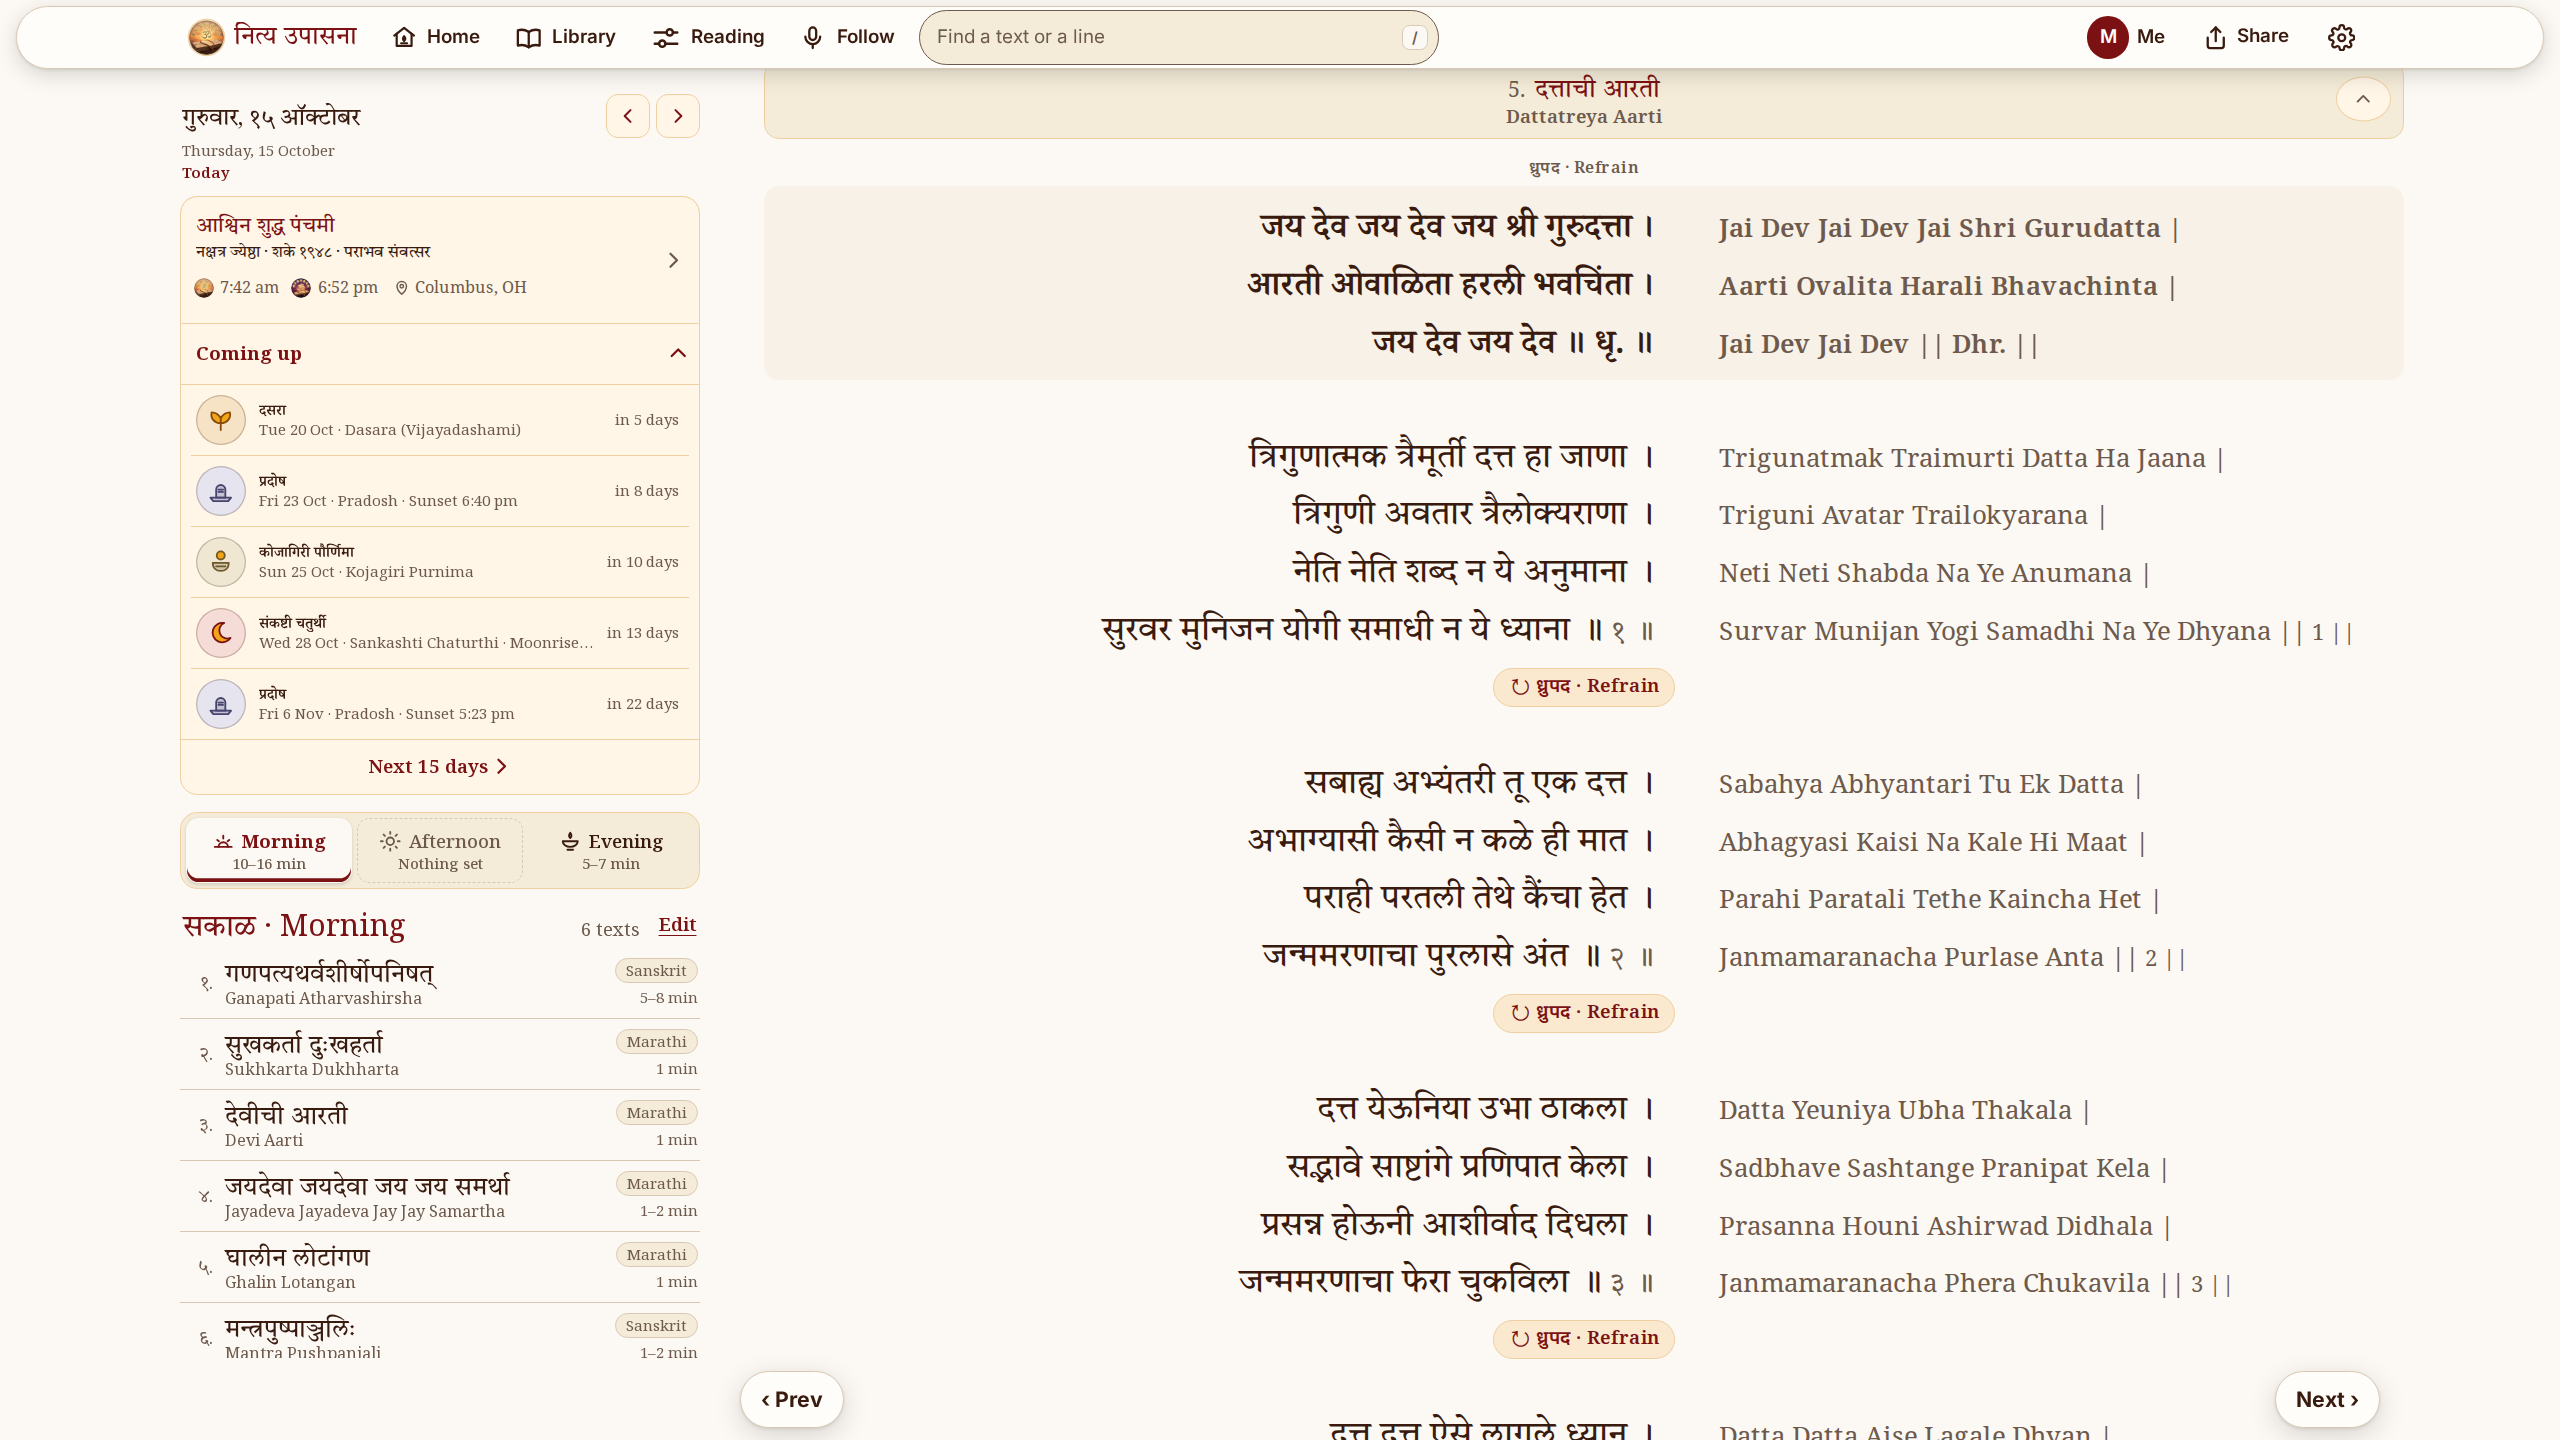 नित्य उपासना
Home
Library
Reading
Follow
Find a text or a line
/
M
Me
Share
गुरुवार, १५ ऑक्टोबर
Thursday, 15 October
Today
आश्विन शुद्ध पंचमी
नक्षत्र ज्येष्ठा · शके १९४८ · पराभव संवत्सर
7:42 am 6:52 pm Columbus, OH
Coming up
दसरा
Tue 20 Oct · Dasara (Vijayadashami)
in 5 days
प्रदोष
Fri 23 Oct · Pradosh · Sunset 6:40 pm
in 8 days
कोजागिरी पौर्णिमा
Sun 25 Oct · Kojagiri Purnima
in 10 days
संकष्टी चतुर्थी
Wed 28 Oct · Sankashti Chaturthi · Moonrise...
in 13 days
प्रदोष
Fri 6 Nov · Pradosh · Sunset 5:23 pm
in 22 days
Next 15 days
Morning
10–16 min
Afternoon
Nothing set
Evening
5–7 min
सकाळ · Morning
6 texts
Edit
१. गणपत्यथर्वशीर्षोपनिषत्
Ganapati Atharvashirsha
Sanskrit
5–8 min
२. सुखकर्ता दुःखहर्ता
Sukhkarta Dukhharta
Marathi
1 min
३. देवीची आरती
Devi Aarti
Marathi
1 min
४. जयदेवा जयदेवा जय जय समर्था
Jayadeva Jayadeva Jay Jay Samartha
Marathi
1–2 min
५. घालीन लोटांगण
Ghalin Lotangan
Marathi
1 min
६. मन्त्रपुष्पाञ्जलिः
Mantra Pushpanjali
Sanskrit
1–2 min
5. दत्ताची आरती
Dattatreya Aarti
ध्रुपद · Refrain
जय देव जय देव जय श्री गुरुदत्ता ।
Jai Dev Jai Dev Jai Shri Gurudatta |
आरती ओवाळिता हरली भवचिंता ।
Aarti Ovalita Harali Bhavachinta |
जय देव जय देव ॥ धृ. ॥
Jai Dev Jai Dev || Dhr. ||
त्रिगुणात्मक त्रैमूर्ती दत्त हा जाणा ।
Trigunatmak Traimurti Datta Ha Jaana |
त्रिगुणी अवतार त्रैलोक्यराणा ।
Triguni Avatar Trailokyarana |
नेति नेति शब्द न ये अनुमाना ।
Neti Neti Shabda Na Ye Anumana |
सुरवर मुनिजन योगी समाधी न ये ध्याना ॥ १ ॥
Survar Munijan Yogi Samadhi Na Ye Dhyana || 1 ||
ध्रुपद · Refrain
सबाह्य अभ्यंतरी तू एक दत्त ।
Sabahya Abhyantari Tu Ek Datta |
अभाग्यासी कैसी न कळे ही मात ।
Abhagyasi Kaisi Na Kale Hi Maat |
पराही परतली तेथे कैंचा हेत ।
Parahi Paratali Tethe Kaincha Het |
जन्ममरणाचा पुरलासे अंत ॥ २ ॥
Janmamaranacha Purlase Anta || 2 ||
ध्रुपद · Refrain
दत्त येऊनिया उभा ठाकला ।
Datta Yeuniya Ubha Thakala |
सद्भावे साष्टांगे प्रणिपात केला ।
Sadbhave Sashtange Pranipat Kela |
प्रसन्न होऊनी आशीर्वाद दिधला ।
Prasanna Houni Ashirwad Didhala |
जन्ममरणाचा फेरा चुकविला ॥ ३ ॥
Janmamaranacha Phera Chukavila || 3 ||
ध्रुपद · Refrain
दत्त दत्त ऐसे लागले ध्यान ।
Datta Datta Aise Lagale Dhyan |
‹ Prev
Next ›